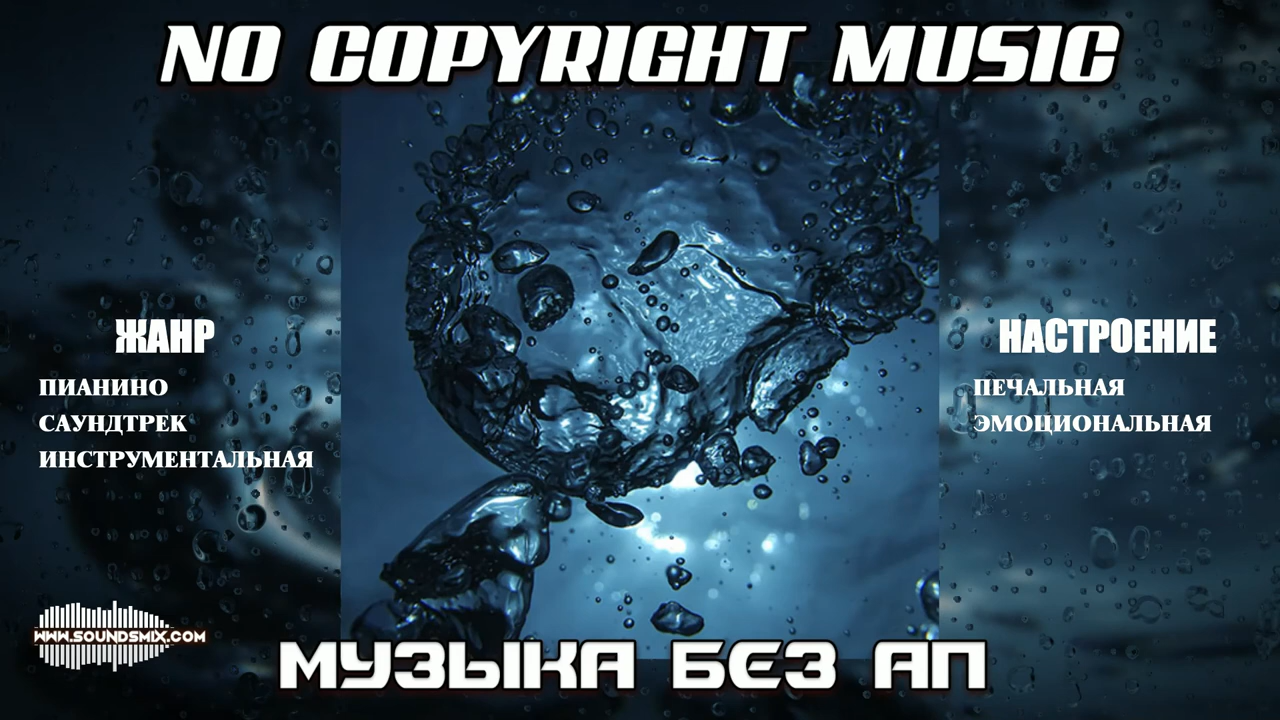 NO COPYRIGHT MUSIC
ЖАНР
ПИАНИНО
САУНДТРЕК
ИНСТРУМЕНТАЛЬНАЯ
НАСТРОЕНИЕ
ПЕЧАЛЬНАЯ
ЭМОЦИОНАЛЬНАЯ
WWW.SOUNDSMIX.COM
МУЗЫКА БЕЗ АП